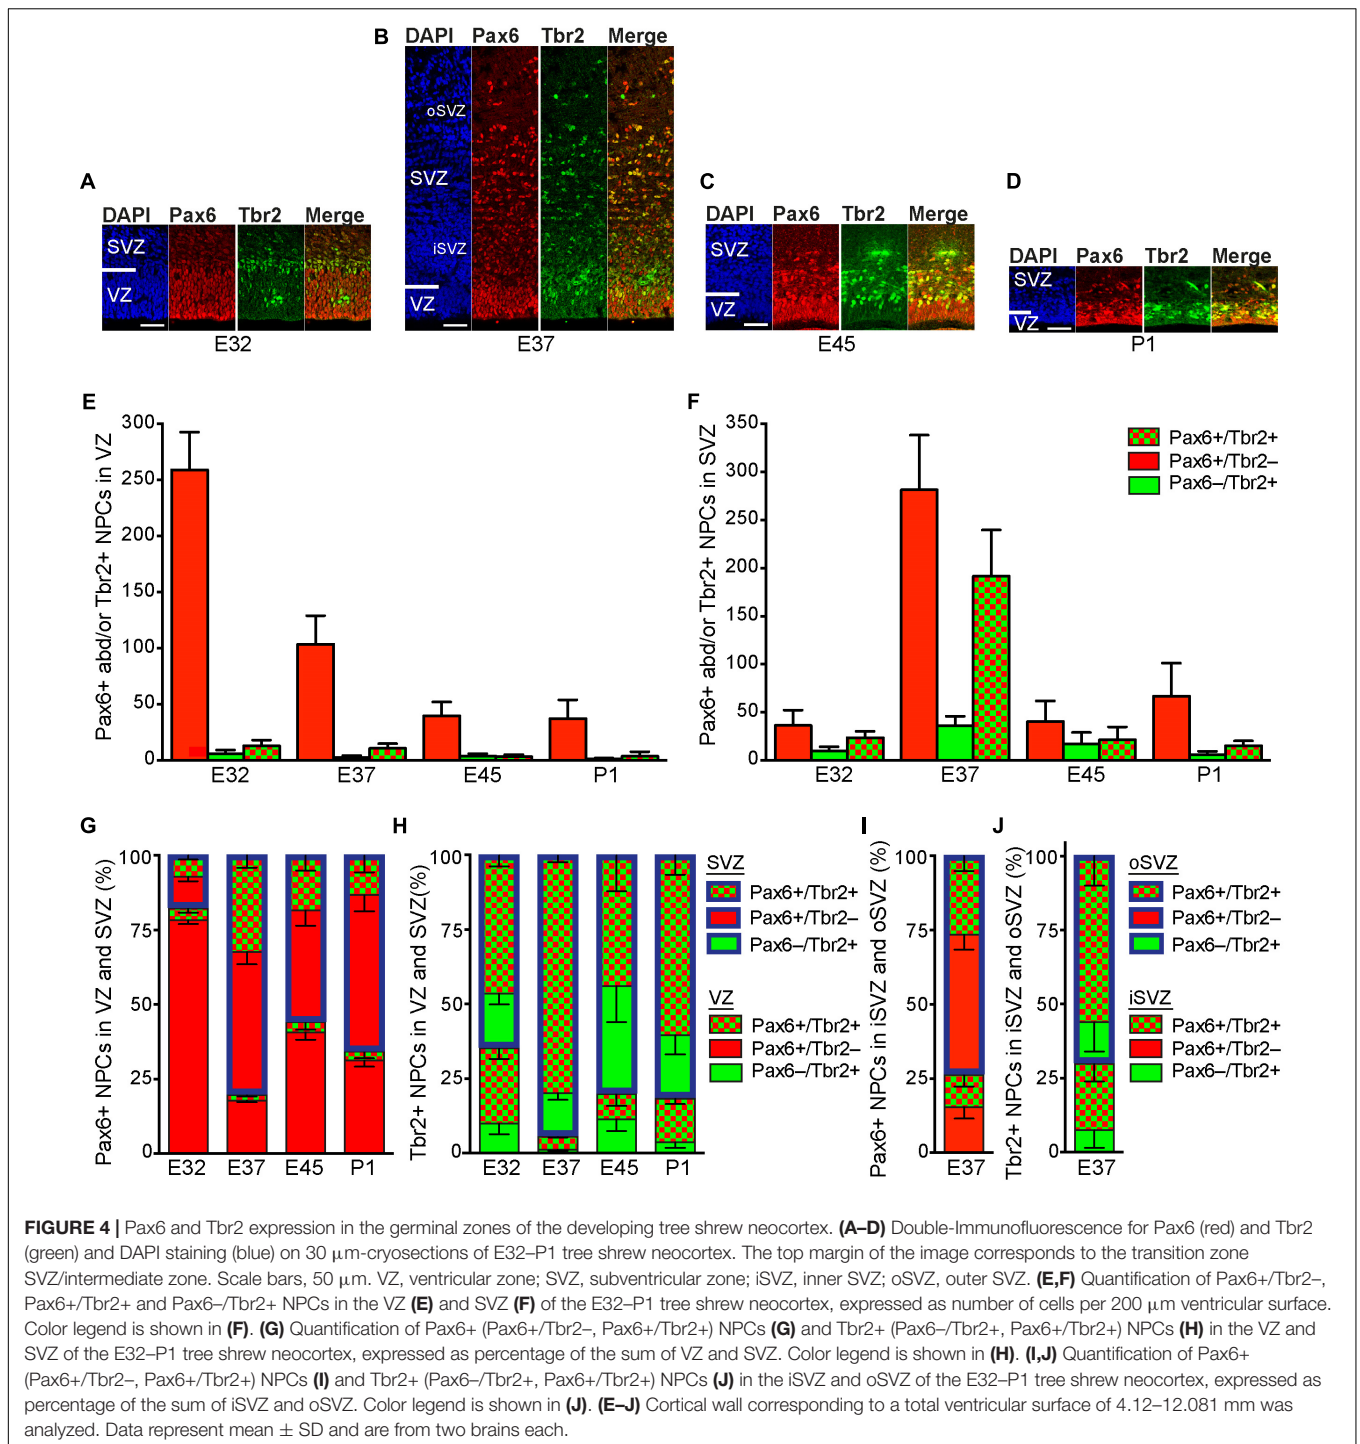 A
DAPI Pax6 Tbr2 Merge
SVZ
VZ
E32
B
DAPI Pax6 Tbr2 Merge
oSVZ
SVZ
iSVZ
VZ
E37
C
DAPI Pax6 Tbr2 Merge
SVZ
VZ
E45
D
DAPI Pax6 Tbr2 Merge
SVZ
VZ
P1
E
Pax6+ abd/or Tbr2+ NPCs in VZ
300
250
200
150
100
50
0
E32 E37 E45 P1
F
Pax6+ abd/or Tbr2+ NPCs in SVZ
350
300
250
200
150
100
50
0
E32 E37 E45 P1
Pax6+/Tbr2+
Pax6+/Tbr2–
Pax6–/Tbr2+
G
Pax6+ NPCs in VZ and SVZ (%)
100
75
50
25
0
E32 E37 E45 P1
H
Tbr2+ NPCs in VZ and SVZ(%)
100
75
50
25
0
E32 E37 E45 P1
SVZ
Pax6+/Tbr2+
Pax6+/Tbr2–
Pax6–/Tbr2+
VZ
Pax6+/Tbr2+
Pax6+/Tbr2–
Pax6–/Tbr2+
I
Pax6+ NPCs in iSVZ and oSVZ (%)
100
75
50
25
0
E37
J
Tbr2+ NPCs in iSVZ and oSVZ (%)
100
75
50
25
0
E37
oSVZ
Pax6+/Tbr2+
Pax6+/Tbr2–
Pax6–/Tbr2+
iSVZ
Pax6+/Tbr2+
Pax6+/Tbr2–
Pax6–/Tbr2+
FIGURE 4 | Pax6 and Tbr2 expression in the germinal zones of the developing tree shrew neocortex. (A–D) Double-Immunofluorescence for Pax6 (red) and Tbr2
(green) and DAPI staining (blue) on 30 μm-cryosections of E32–P1 tree shrew neocortex. The top margin of the image corresponds to the transition zone
SVZ/intermediate zone. Scale bars, 50 μm. VZ, ventricular zone; SVZ, subventricular zone; iSVZ, inner SVZ; oSVZ, outer SVZ. (E,F) Quantification of Pax6+/Tbr2–,
Pax6+/Tbr2+ and Pax6–/Tbr2+ NPCs in the VZ (E) and SVZ (F) of the E32–P1 tree shrew neocortex, expressed as number of cells per 200 μm ventricular surface.
Color legend is shown in (F). (G) Quantification of Pax6+ (Pax6+/Tbr2–, Pax6+/Tbr2+) NPCs (G) and Tbr2+ (Pax6–/Tbr2+, Pax6+/Tbr2+) NPCs (H) in the VZ and
SVZ of the E32–P1 tree shrew neocortex, expressed as percentage of the sum of VZ and SVZ. Color legend is shown in (H). (I,J) Quantification of Pax6+
(Pax6+/Tbr2–, Pax6+/Tbr2+) NPCs (I) and Tbr2+ (Pax6–/Tbr2+, Pax6+/Tbr2+) NPCs (J) in the iSVZ and oSVZ of the E32–P1 tree shrew neocortex, expressed as
percentage of the sum of iSVZ and oSVZ. Color legend is shown in (J). (E–J) Cortical wall corresponding to a total ventricular surface of 4.12–12.081 mm was
analyzed. Data represent mean ± SD and are from two brains each.